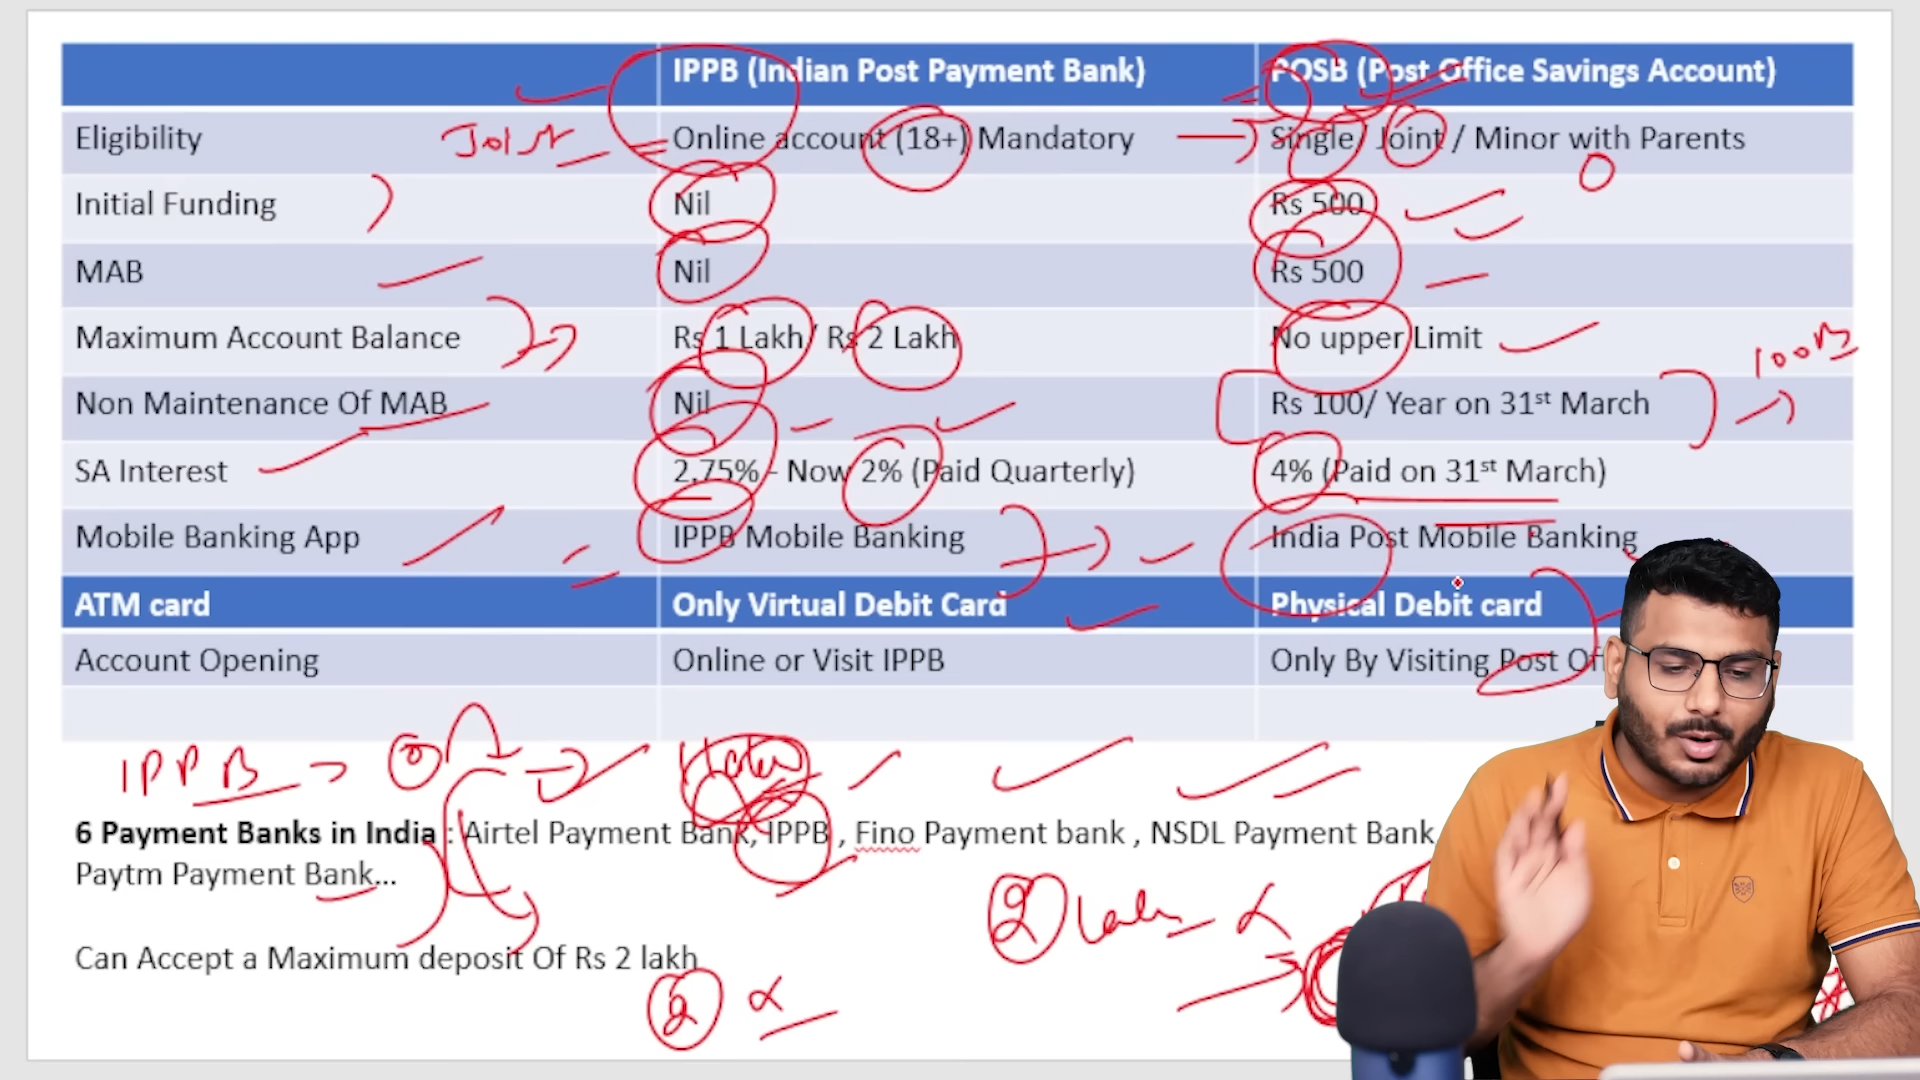 IPPB (Indian Post Payment Bank) POSB (Post Office Savings Account)
Eligibility Joint Online account (18+) Mandatory Single/ Joint / Minor with Parents
Initial Funding Nil Rs 500
MAB Nil Rs 500
Maximum Account Balance Rs 1 Lakh/ Rs 2 Lakh No upper Limit
Non Maintenance Of MAB Nil Rs 100/ Year on 31st March
SA Interest 2.75% - Now 2% (Paid Quarterly) 4% (Paid on 31st March)
Mobile Banking App IPPB Mobile Banking India Post Mobile Banking
ATM card Only Virtual Debit Card Physical Debit card
Account Opening Online or Visit IPPB Only By Visiting Post
IPPB
6 Payment Banks in India : Airtel Payment Bank, IPPB , Fino Payment bank , NSDL Payment Bank
Paytm Payment Bank...
2 Lakh
Can Accept a Maximum deposit Of Rs 2 lakh
2